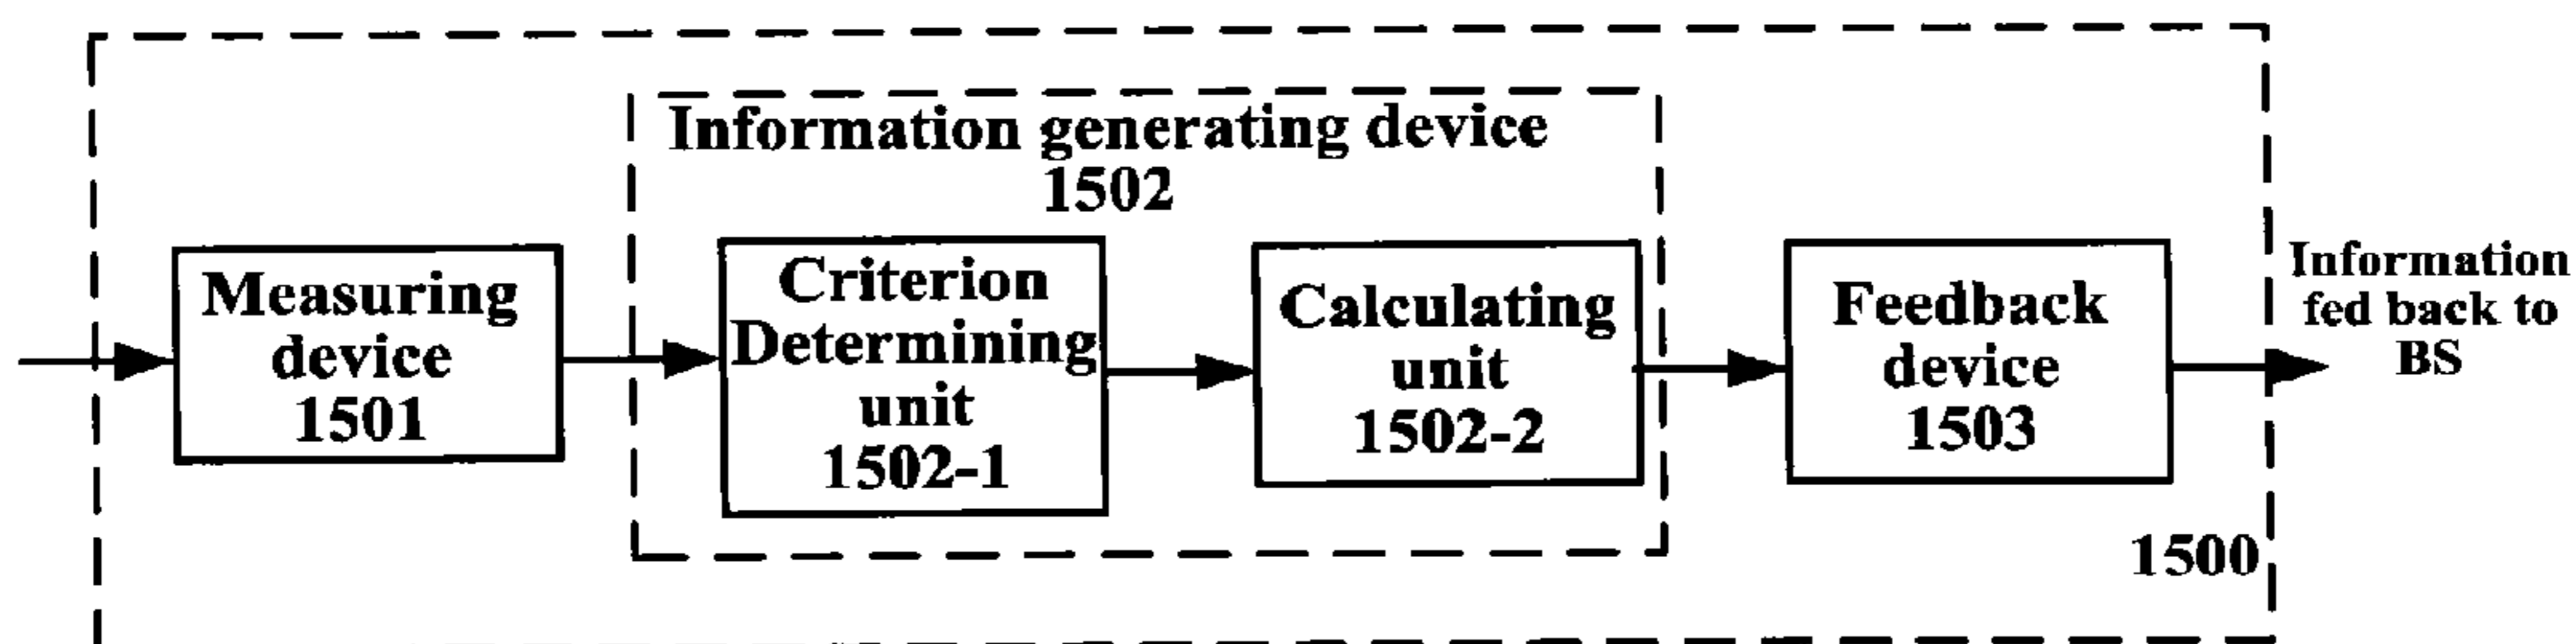 Information generating device
1502
Measuring
device
1501
Criterion
Determining
unit
1502-1
Calculating
unit
1502-2
Feedback
device
1503
Information
fed back to
BS
1500